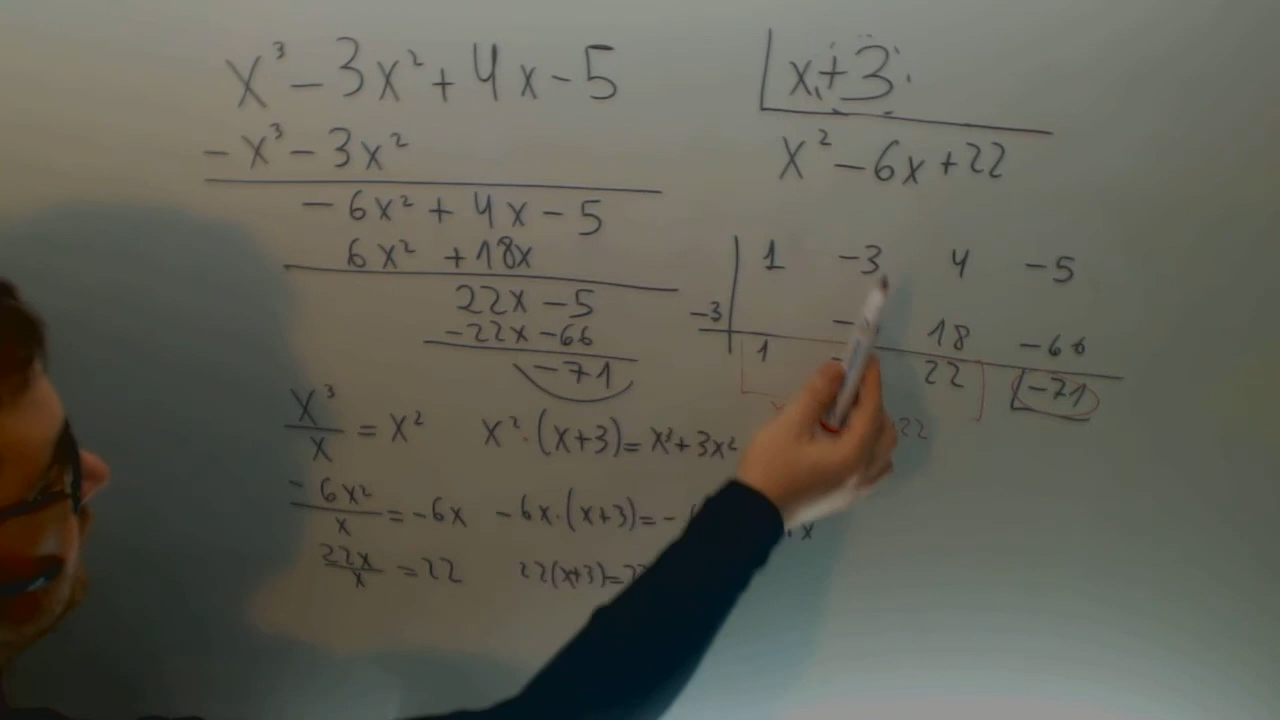 x³ - 3x² + 4x - 5
- x³ - 3x²
- 6x² + 4x - 5
6x² + 18x
22x - 5
- 22x - 66
- 71
x + 3
x² - 6x + 22
1 -3 4 -5
-3 18 -66
1 22 -71
22
x³/x = x² x² · (x+3) = x³ + 3x²
-6x²/x = -6x -6x · (x+3) = - x
22x/x = 22 22(x+3) =